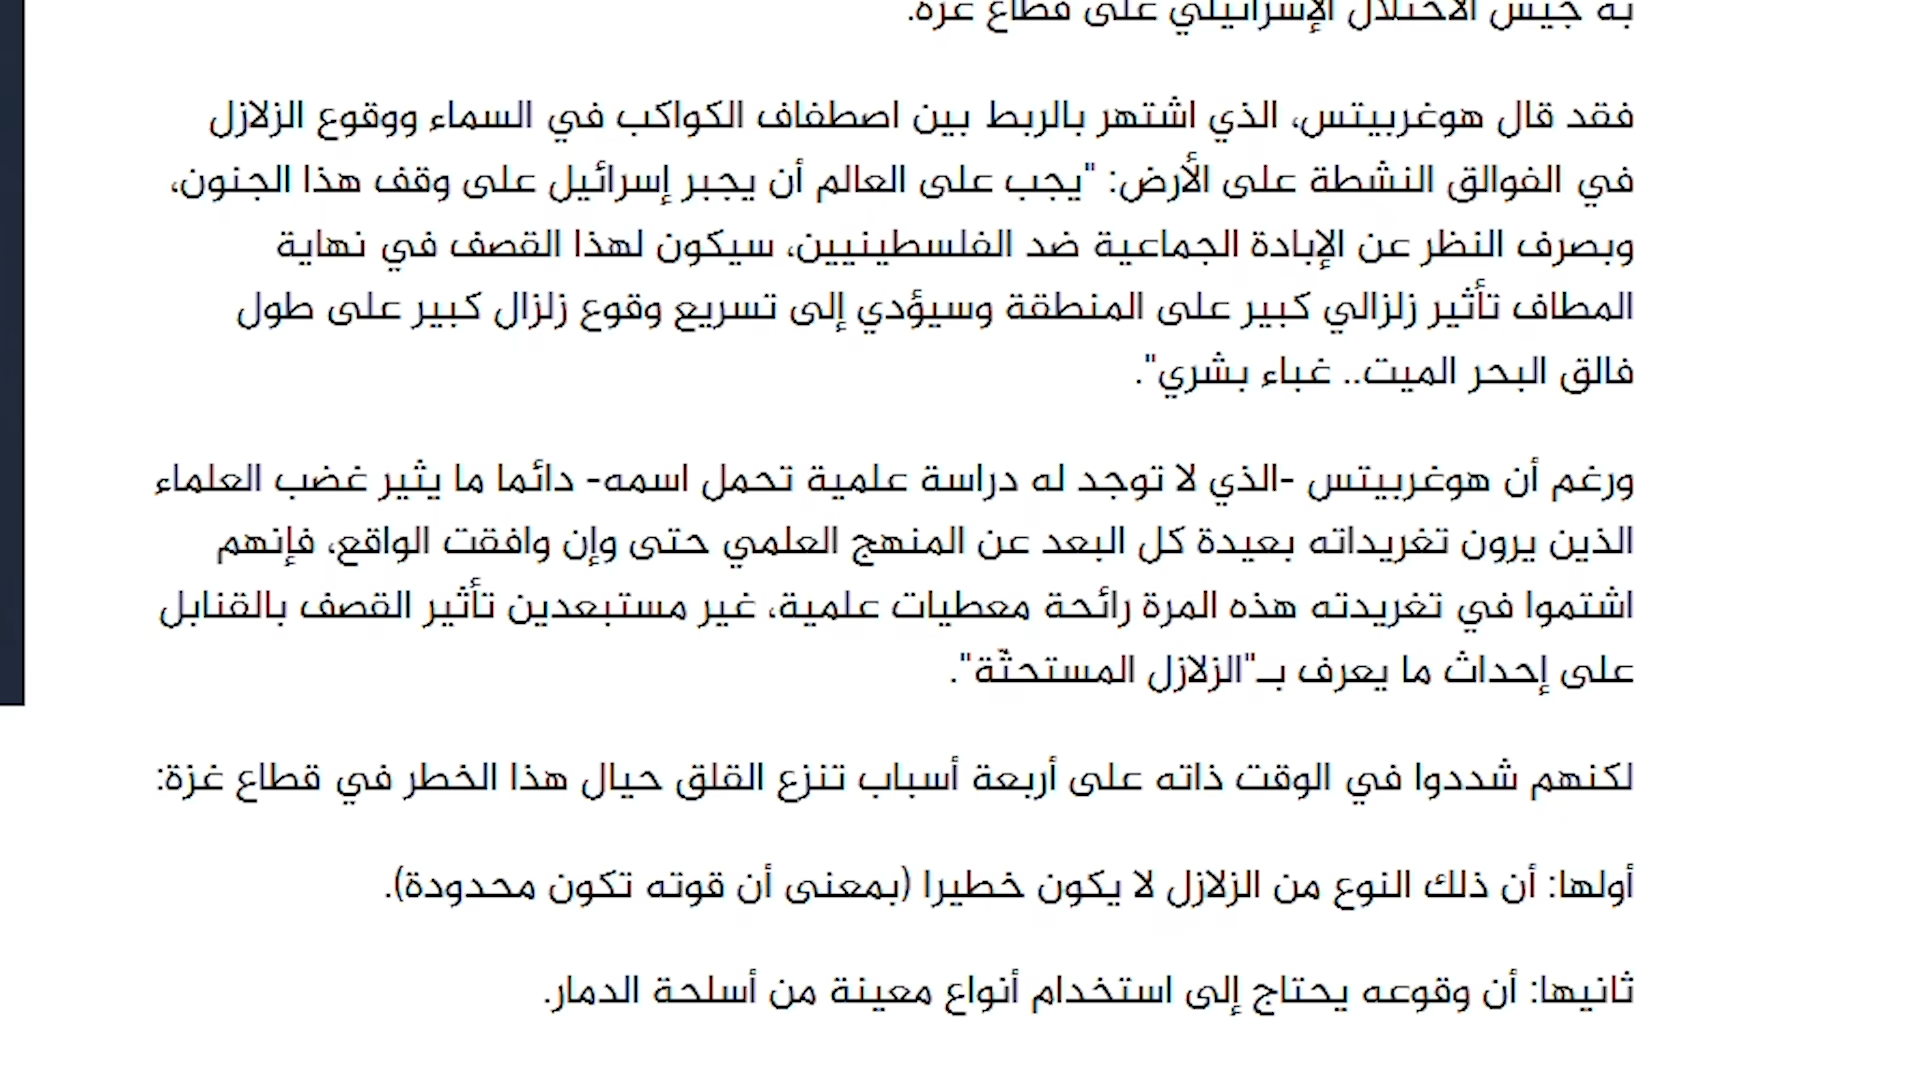 به جيش الاحتلال الإسرائيلي على قطاع غزة.
فقد قال هوغربيتس، الذي اشتهر بالربط بين اصطفاف الكواكب في السماء ووقوع الزلازل
في الفوالق النشطة على الأرض: "يجب على العالم أن يجبر إسرائيل على وقف هذا الجنون،
وبصرف النظر عن الإبادة الجماعية ضد الفلسطينيين، سيكون لهذا القصف في نهاية
المطاف تأثير زلزالي كبير على المنطقة وسيؤدي إلى تسريع وقوع زلزال كبير على طول
فالق البحر الميت.. غباء بشري".
ورغم أن هوغربيتس -الذي لا توجد له دراسة علمية تحمل اسمه- دائما ما يثير غضب العلماء
الذين يرون تغريداته بعيدة كل البعد عن المنهج العلمي حتى وإن وافقت الواقع، فإنهم
اشتموا في تغريدته هذه المرة رائحة معطيات علمية، غير مستبعدين تأثير القصف بالقنابل
على إحداث ما يعرف بـ"الزلازل المستحثّة".
لكنهم شددوا في الوقت ذاته على أربعة أسباب تنزع القلق حيال هذا الخطر في قطاع غزة:
أولها: أن ذلك النوع من الزلازل لا يكون خطيرا (بمعنى أن قوته تكون محدودة).
ثانيها: أن وقوعه يحتاج إلى استخدام أنواع معينة من أسلحة الدمار.